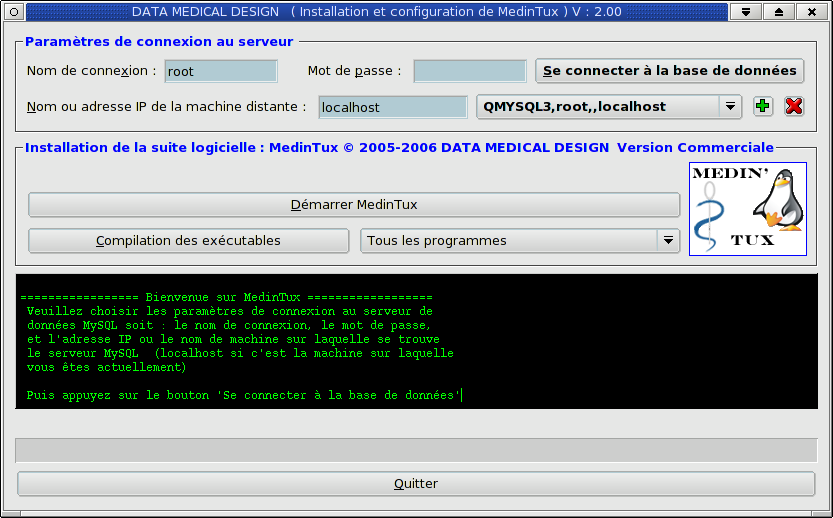 DATA MEDICAL DESIGN ( Installation et configuration de MedinTux ) V : 2.00
Paramètres de connexion au serveur
Nom de connexion : root Mot de passe : Se connecter à la base de données
Nom ou adresse IP de la machine distante : localhost QMYSQL3,root,,localhost
Installation de la suite logicielle : MedinTux © 2005-2006 DATA MEDICAL DESIGN Version Commerciale
MEDIN'
TUX
Démarrer MedinTux
Compilation des exécutables Tous les programmes
================= Bienvenue sur MedinTux ==================
Veuillez choisir les paramètres de connexion au serveur de
données MySQL soit : le nom de connexion, le mot de passe,
et l'adresse IP ou le nom de machine sur laquelle se trouve
le serveur MySQL (localhost si c'est la machine sur laquelle
vous êtes actuellement)
Puis appuyez sur le bouton 'Se connecter à la base de données'
Quitter